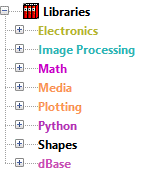 Libraries
Electronics
Image Processing
Math
Media
Plotting
Python
Shapes
dBase